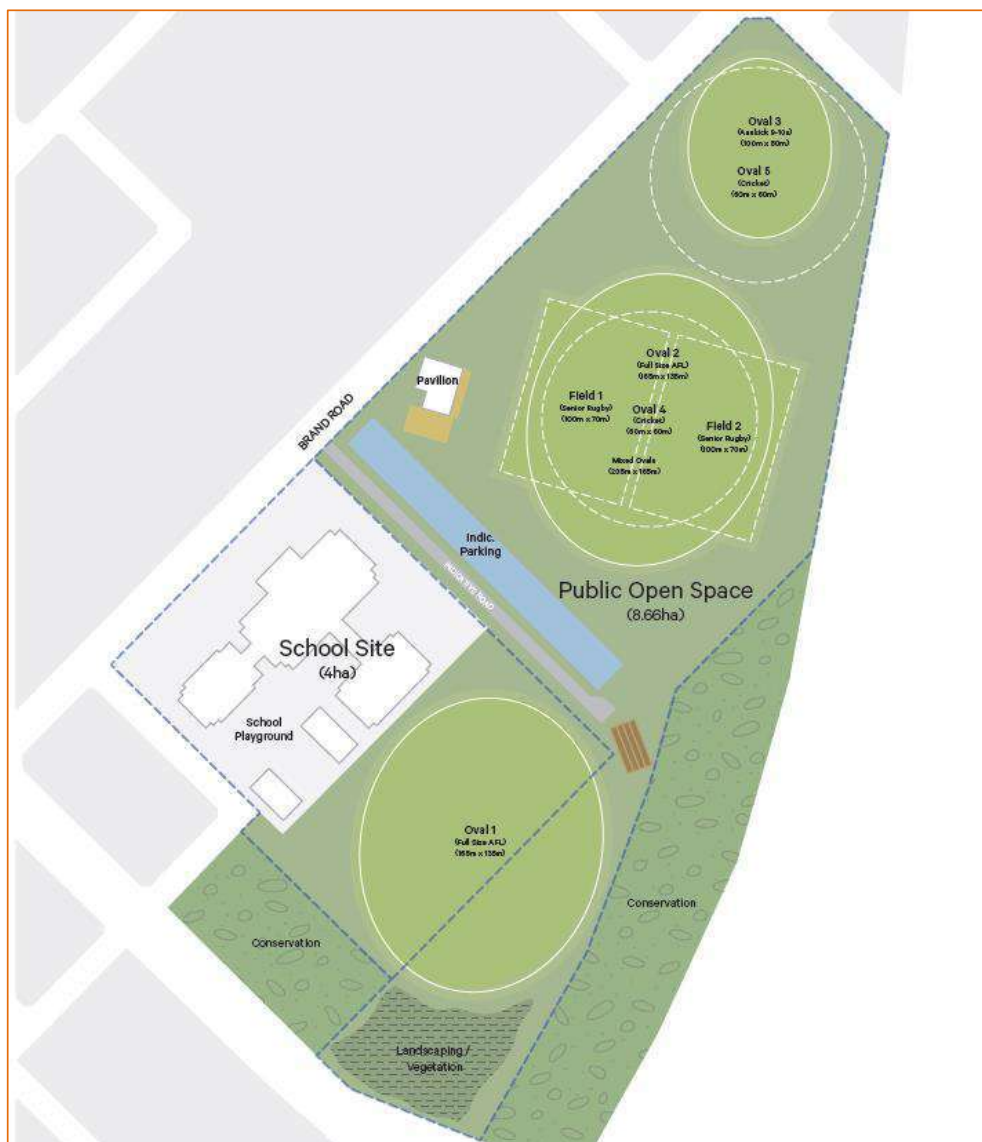 Oval 3
(Auskick 9-10s)
(100m x 80m)
Oval 5
(Cricket)
(60m x 60m)
Oval 2
(Full Size AFL)
(165m x 135m)
Field 1
(Senior Rugby)
(100m x 70m)
Oval 4
(Cricket)
(60m x 60m)
Field 2
(Senior Rugby)
(100m x 70m)
Mixed Ovals
(205m x 165m)
Pavilion
BRAND ROAD
Indic.
Parking
ROAD
Public Open Space
(8.66ha)
School Site
(4ha)
School
Playground
Oval 1
(Full Size AFL)
(165m x 135m)
Conservation
Conservation
Landscaping /
Vegetation